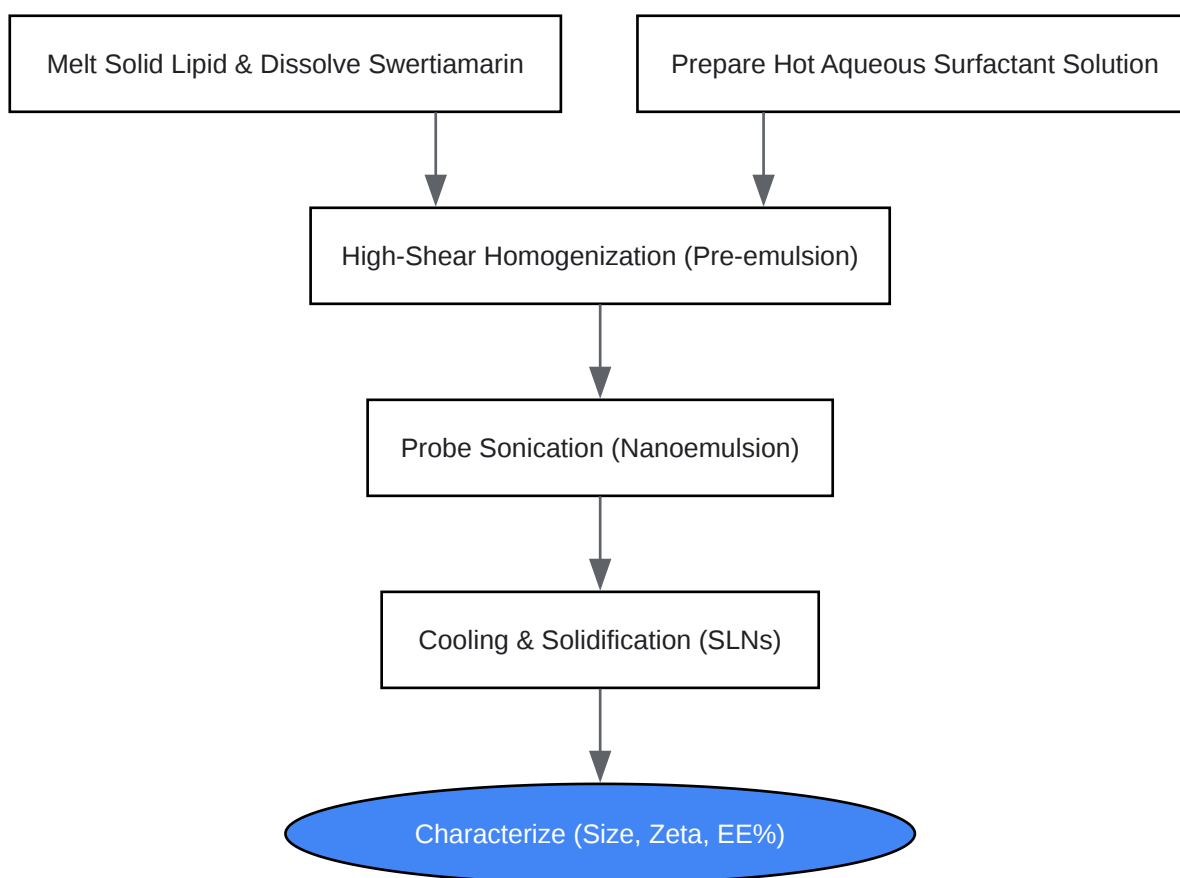 Melt Solid Lipid & Dissolve Swertiamarin
Prepare Hot Aqueous Surfactant Solution
High-Shear Homogenization (Pre-emulsion)
Probe Sonication (Nanoemulsion)
Cooling & Solidification (SLNs)
Characterize (Size, Zeta, EE%)